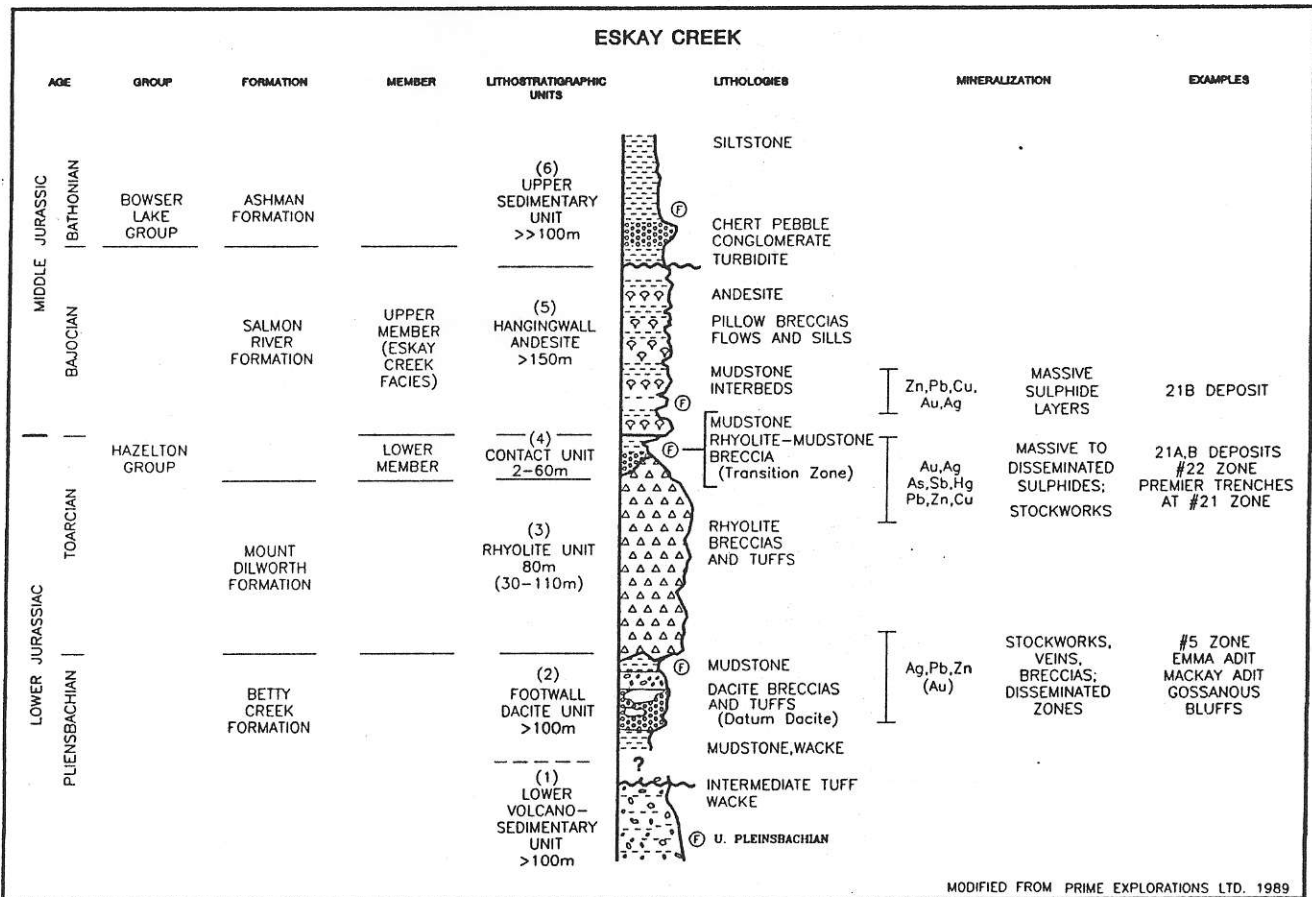 ESKAY CREEK
AGE
GROUP
FORMATION
MEMBER
LITHOSTRATIGRAPHIC
UNITS
LITHOLOGIES
MINERALIZATION
EXAMPLES
MIDDLE JURASSIC
BATHONIAN
BAJOCIAN
LOWER JURASSIAC
TOARCIAN
PLIENSBACHIAN
BOWSER
LAKE
GROUP
HAZELTON
GROUP
ASHMAN
FORMATION
SALMON
RIVER
FORMATION
MOUNT
DILWORTH
FORMATION
BETTY
CREEK
FORMATION
UPPER
MEMBER
(ESKAY
CREEK
FACIES)
LOWER
MEMBER
(6)
UPPER
SEDIMENTARY
UNIT
>>100m
(5)
HANGINGWALL
ANDESITE
>150m
(4)
CONTACT UNIT
2-60m
(3)
RHYOLITE UNIT
80m
(30-110m)
(2)
FOOTWALL
DACITE UNIT
>100m
(1)
LOWER
VOLCANO-
SEDIMENTARY
UNIT
>100m
F
F
F
F
?
SILTSTONE
CHERT PEBBLE
CONGLOMERATE
TURBIDITE
ANDESITE
PILLOW BRECCIAS
FLOWS AND SILLS
MUDSTONE
INTERBEDS
MUDSTONE
RHYOLITE-MUDSTONE
BRECCIA
(Transition Zone)
RHYOLITE
BRECCIAS
AND TUFFS
MUDSTONE
DACITE BRECCIAS
AND TUFFS
(Datum Dacite)
MUDSTONE,WACKE
INTERMEDIATE TUFF
WACKE
F U. PLEINSBACHIAN
Zn,Pb,Cu,
Au,Ag
MASSIVE
SULPHIDE
LAYERS
21B DEPOSIT
Au,Ag
As,Sb,Hg
Pb,Zn,Cu
MASSIVE TO
DISSEMINATED
SULPHIDES;
STOCKWORKS
21A,B DEPOSITS
#22 ZONE
PREMIER TRENCHES
AT #21 ZONE
Ag,Pb,Zn
(Au)
STOCKWORKS,
VEINS,
BRECCIAS;
DISSEMINATED
ZONES
#5 ZONE
EMMA ADIT
MACKAY ADIT
GOSSANOUS
BLUFFS
MODIFIED FROM PRIME EXPLORATIONS LTD. 1989